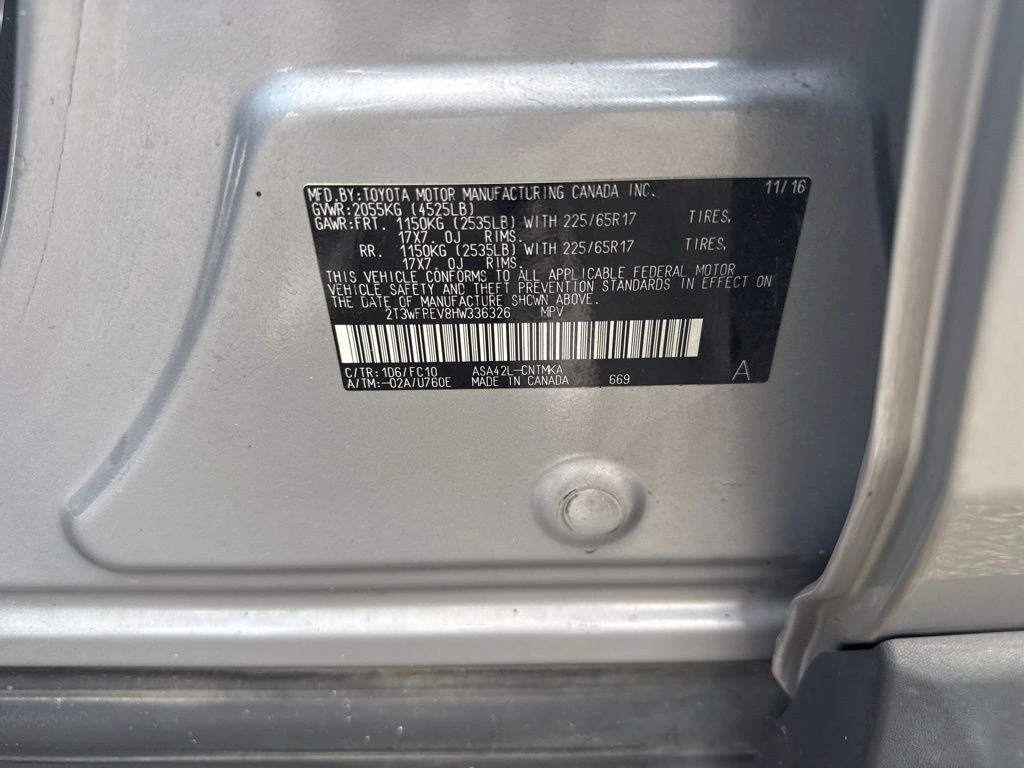 MFD.BY:TOYOTA MOTOR MANUFACTURING CANADA INC. 11/16
GVWR:2055KG (4525LB)
GAWR:FRT. 1150KG (2535LB) WITH 225/65R17 TIRES,
17X7.0J RIMS.
RR. 1150KG (2535LB) WITH 225/65R17 TIRES,
17X7.0J RIMS.
THIS VEHICLE CONFORMS TO ALL APPLICABLE FEDERAL MOTOR
VEHICLE SAFETY AND THEFT PREVENTION STANDARDS IN EFFECT ON
THE DATE OF MANUFACTURE SHOWN ABOVE.
2T3WFREV8HW336326 MPV
C/TR:1D6/FC10 ASA42L-CNTMKA
A/TM:-02A/U760E MADE IN CANADA 669 A